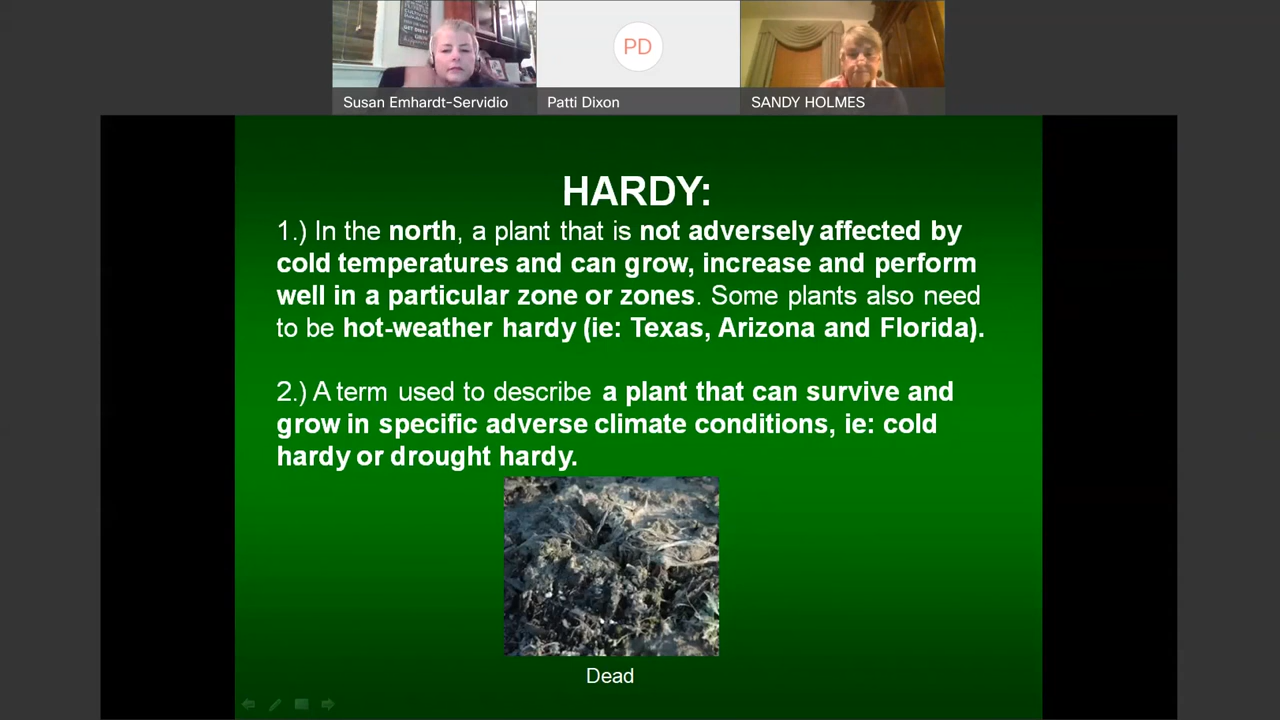 Susan Emhardt-Servidio
PD
Patti Dixon
SANDY HOLMES
HARDY:
1.) In the north, a plant that is not adversely affected by
cold temperatures and can grow, increase and perform
well in a particular zone or zones. Some plants also need
to be hot-weather hardy (ie: Texas, Arizona and Florida).
2.) A term used to describe a plant that can survive and
grow in specific adverse climate conditions, ie: cold
hardy or drought hardy.
Dead